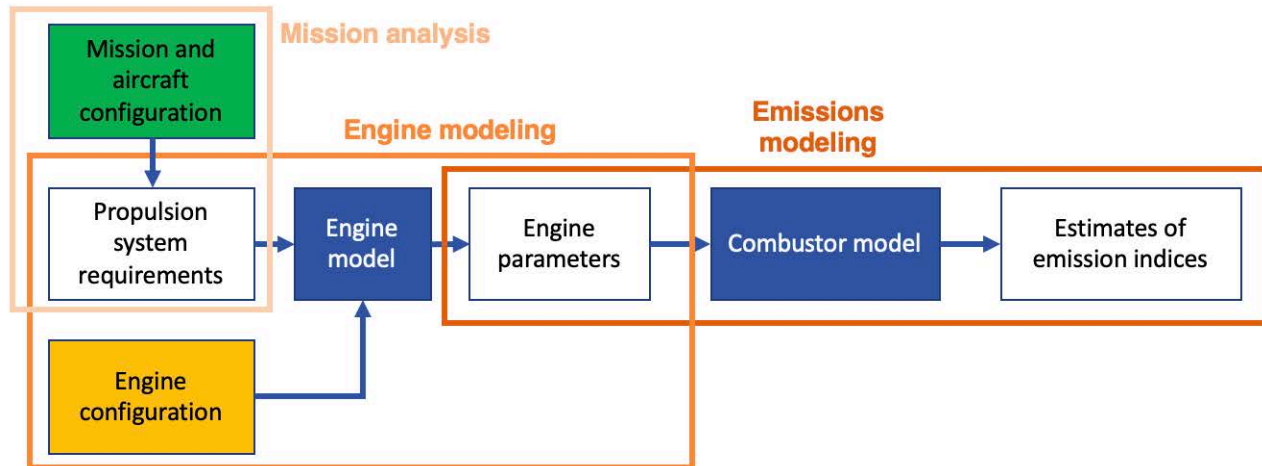 Mission analysis
Mission and
aircraft
configuration
Engine modeling
Emissions
modeling
Propulsion
system
requirements
Engine
model
Engine
parameters
Combustor model
Estimates of
emission indices
Engine
configuration